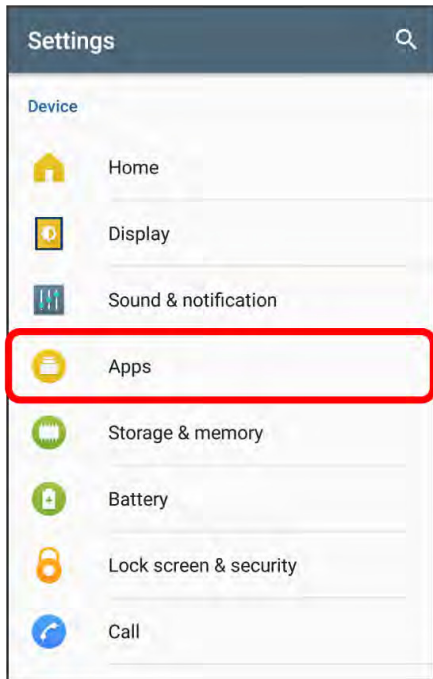 Settings
Device
Home
Display
Sound & notification
Apps
Storage & memory
Battery
Lock screen & security
Call